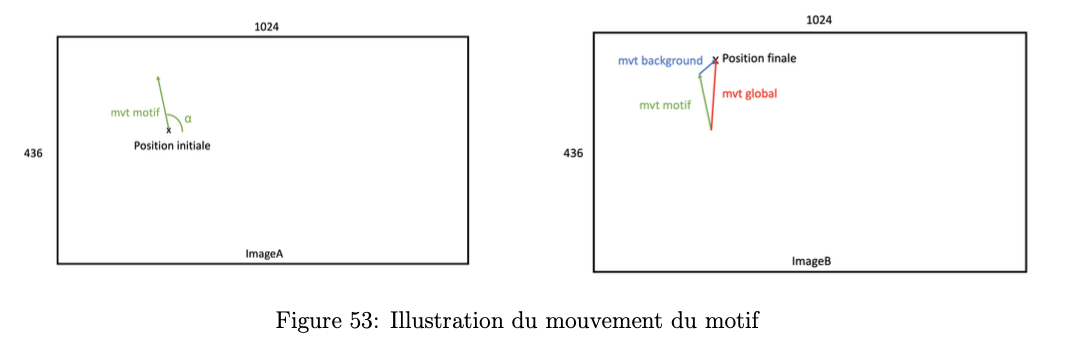 1024
mvt motif
α
Position initiale
436
ImageA
1024
mvt background
Position finale
mvt global
mvt motif
436
ImageB
Figure 53: Illustration du mouvement du motif